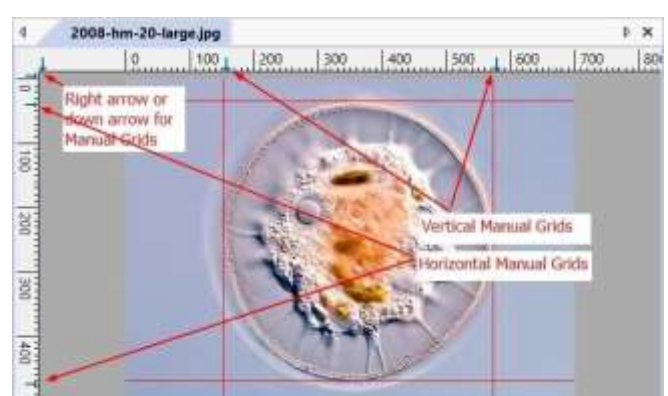 2008-hm-20-large.jpg
0 100 200 300 400 500 600 700 80
Right arrow or
down arrow for
Manual Grids
0
100
200
300
400
Vertical Manual Grids
Horizontal Manual Grids